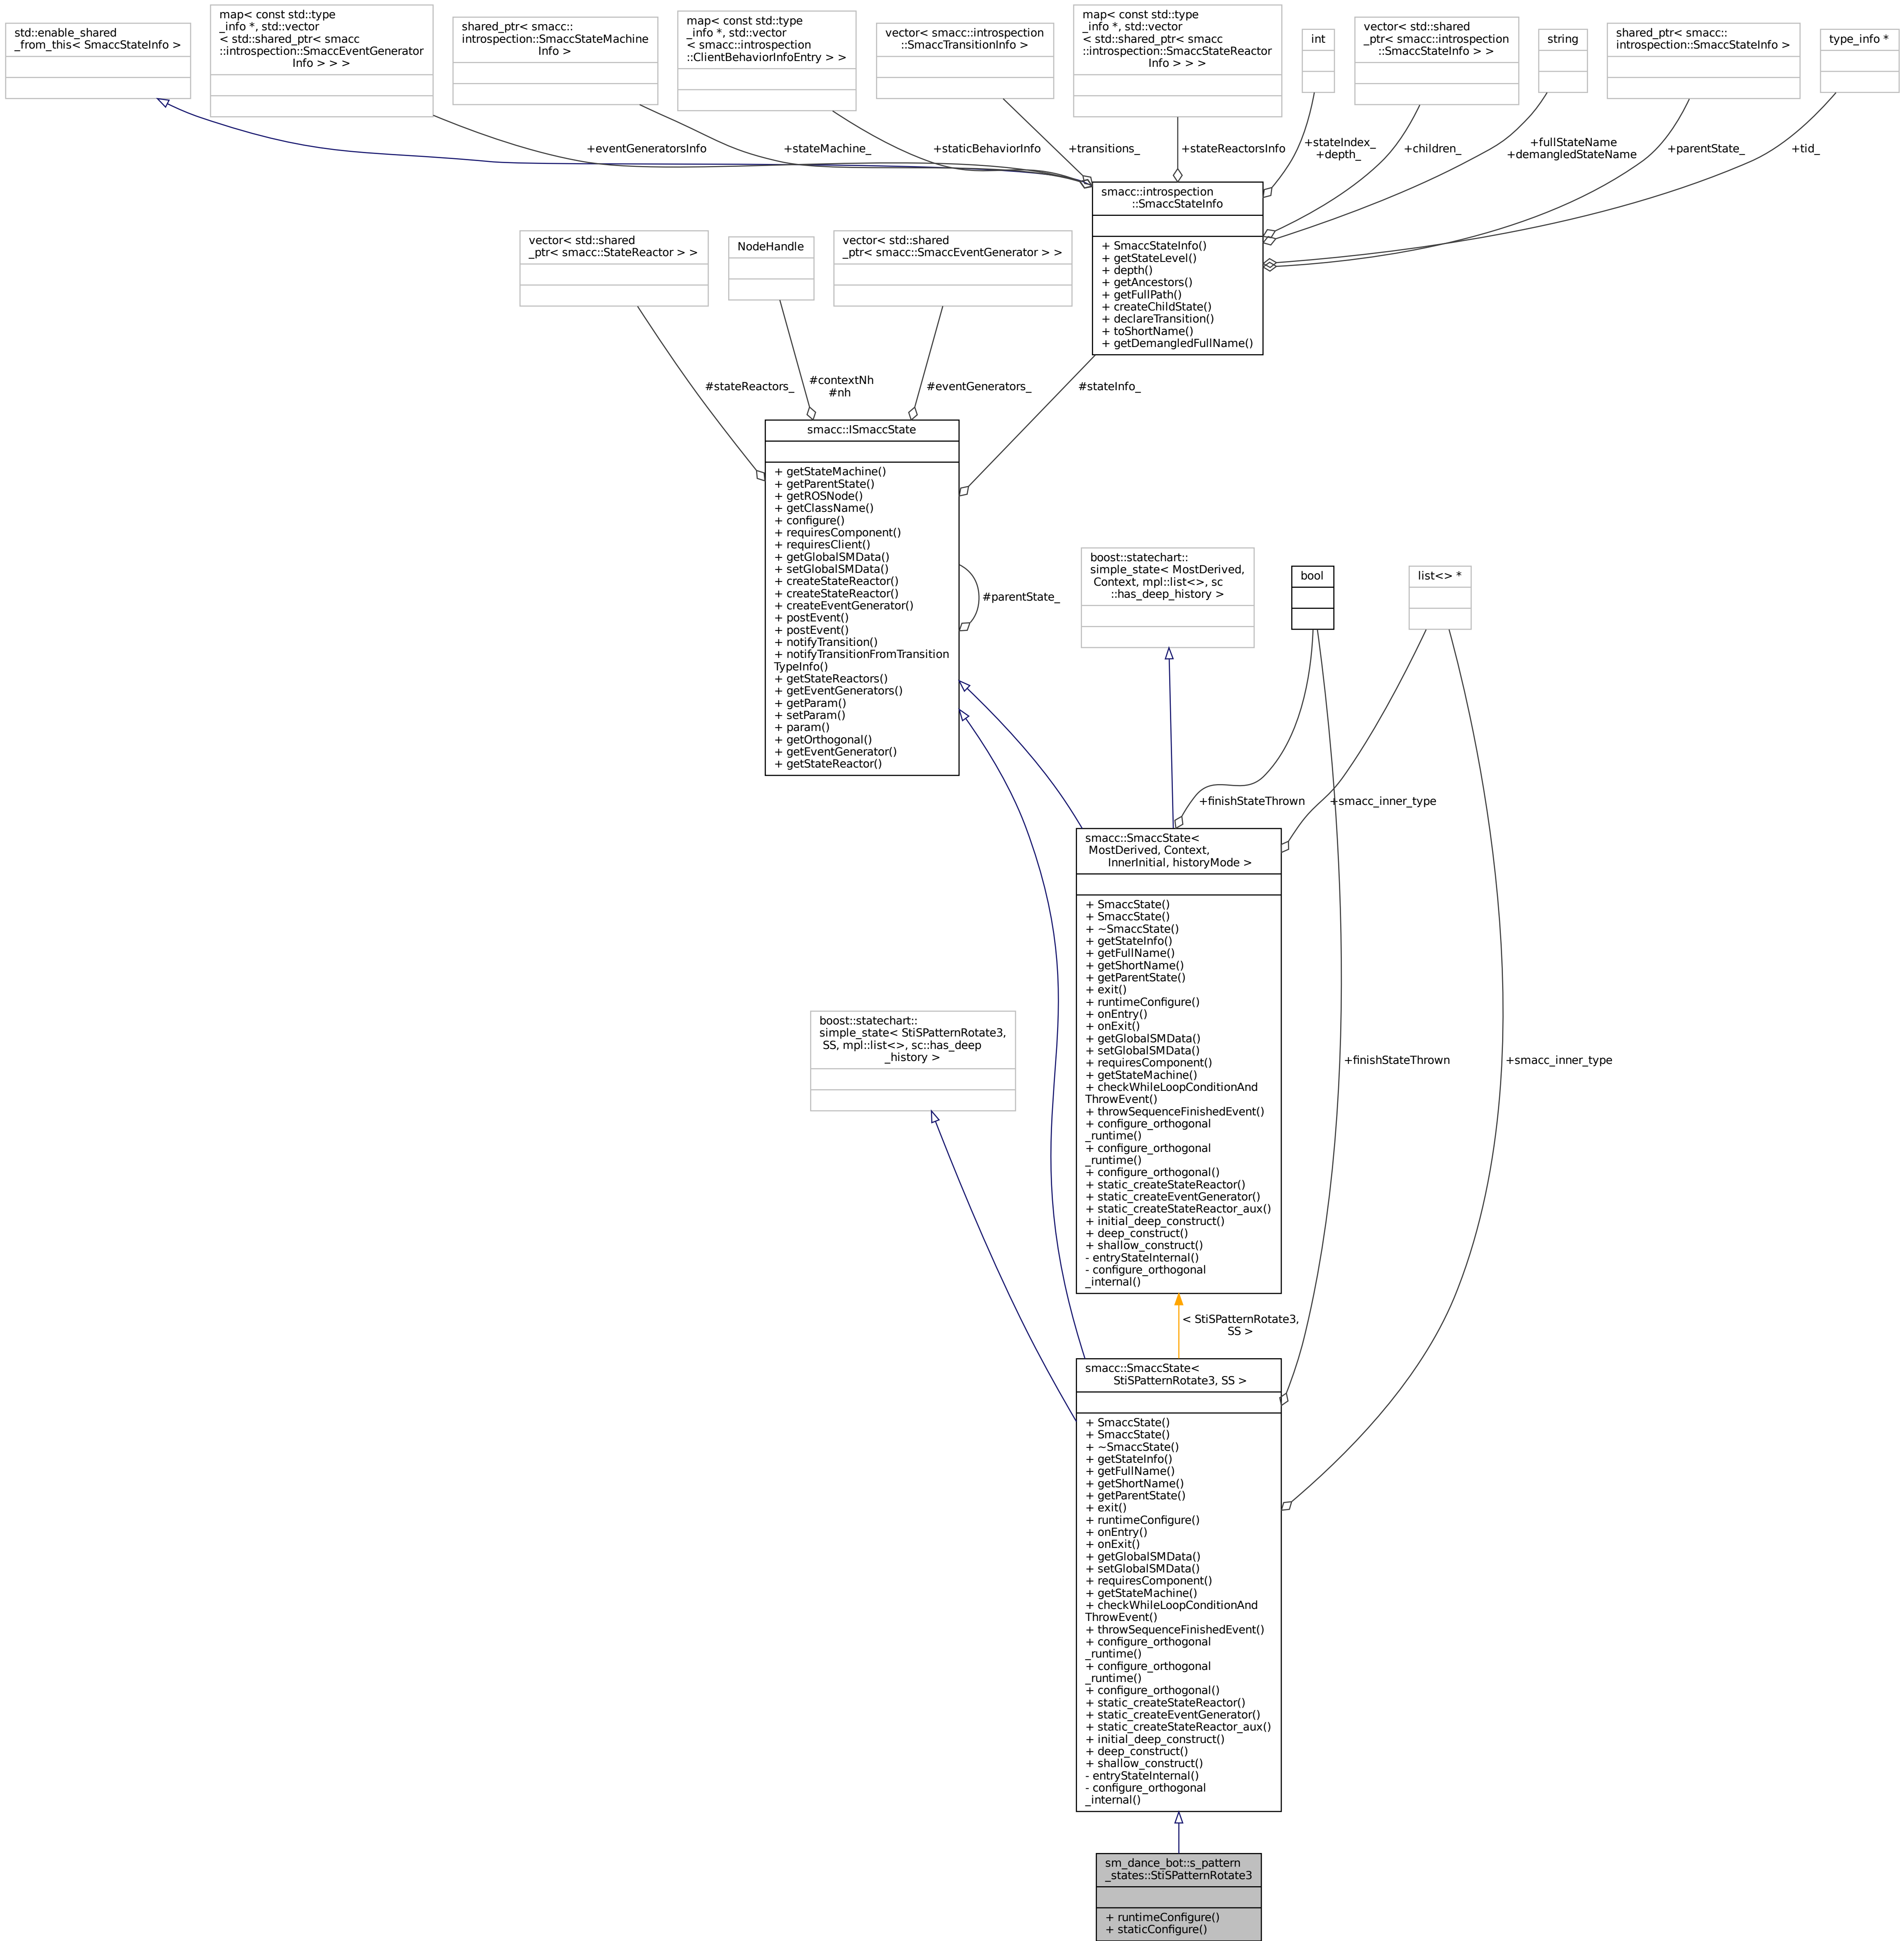 std::enable_shared
_from_this< SmaccStateInfo >
map< const std::type
_info *, std::vector
< std::shared_ptr< smacc
::introspection::SmaccEventGenerator
Info > > >
shared_ptr< smacc::
introspection::SmaccStateMachine
Info >
map< const std::type
_info *, std::vector
< smacc::introspection
::ClientBehaviorInfoEntry > >
vector< smacc::introspection
::SmaccTransitionInfo >
map< const std::type
_info *, std::vector
< std::shared_ptr< smacc
::introspection::SmaccStateReactor
Info > > >
int
vector< std::shared
_ptr< smacc::introspection
::SmaccStateInfo > >
string
shared_ptr< smacc::
introspection::SmaccStateInfo >
type_info *
+eventGeneratorsInfo
+stateMachine_
+staticBehaviorInfo
+transitions_
+stateReactorsInfo
+stateIndex_
+depth_
+children_
+fullStateName
+demangledStateName
+parentState_
+tid_
smacc::introspection
::SmaccStateInfo
+ SmaccStateInfo()
+ getStateLevel()
+ depth()
+ getAncestors()
+ getFullPath()
+ createChildState()
+ declareTransition()
+ toShortName()
+ getDemangledFullName()
vector< std::shared
_ptr< smacc::StateReactor > >
NodeHandle
vector< std::shared
_ptr< smacc::SmaccEventGenerator > >
#stateReactors_
#contextNh
#nh
#eventGenerators_
#stateInfo_
smacc::ISmaccState
+ getStateMachine()
+ getParentState()
+ getROSNode()
+ getClassName()
+ configure()
+ requiresComponent()
+ requiresClient()
+ getGlobalSMData()
+ setGlobalSMData()
+ createStateReactor()
+ createStateReactor()
+ createEventGenerator()
+ postEvent()
+ postEvent()
+ notifyTransition()
+ notifyTransitionFromTransition
TypeInfo()
+ getStateReactors()
+ getEventGenerators()
+ getParam()
+ setParam()
+ param()
+ getOrthogonal()
+ getEventGenerator()
+ getStateReactor()
#parentState_
boost::statechart::
simple_state< MostDerived,
Context, mpl::list<>, sc
::has_deep_history >
bool
list<> *
+finishStateThrown
+smacc_inner_type
smacc::SmaccState<
MostDerived, Context,
InnerInitial, historyMode >
+ SmaccState()
+ SmaccState()
+ ~SmaccState()
+ getStateInfo()
+ getFullName()
+ getShortName()
+ getParentState()
+ exit()
+ runtimeConfigure()
+ onEntry()
+ onExit()
+ getGlobalSMData()
+ setGlobalSMData()
+ requiresComponent()
+ getStateMachine()
+ checkWhileLoopConditionAnd
ThrowEvent()
+ throwSequenceFinishedEvent()
+ configure_orthogonal
_runtime()
+ configure_orthogonal
_runtime()
+ configure_orthogonal()
+ static_createStateReactor()
+ static_createEventGenerator()
+ static_createStateReactor_aux()
+ initial_deep_construct()
+ deep_construct()
+ shallow_construct()
- entryStateInternal()
- configure_orthogonal
_internal()
boost::statechart::
simple_state< StiSPatternRotate3,
SS, mpl::list<>, sc::has_deep
_history >
+finishStateThrown
+smacc_inner_type
< StiSPatternRotate3,
SS >
smacc::SmaccState<
StiSPatternRotate3, SS >
+ SmaccState()
+ SmaccState()
+ ~SmaccState()
+ getStateInfo()
+ getFullName()
+ getShortName()
+ getParentState()
+ exit()
+ runtimeConfigure()
+ onEntry()
+ onExit()
+ getGlobalSMData()
+ setGlobalSMData()
+ requiresComponent()
+ getStateMachine()
+ checkWhileLoopConditionAnd
ThrowEvent()
+ throwSequenceFinishedEvent()
+ configure_orthogonal
_runtime()
+ configure_orthogonal
_runtime()
+ configure_orthogonal()
+ static_createStateReactor()
+ static_createEventGenerator()
+ static_createStateReactor_aux()
+ initial_deep_construct()
+ deep_construct()
+ shallow_construct()
- entryStateInternal()
- configure_orthogonal
_internal()
sm_dance_bot::s_pattern
_states::StiSPatternRotate3
+ runtimeConfigure()
+ staticConfigure()